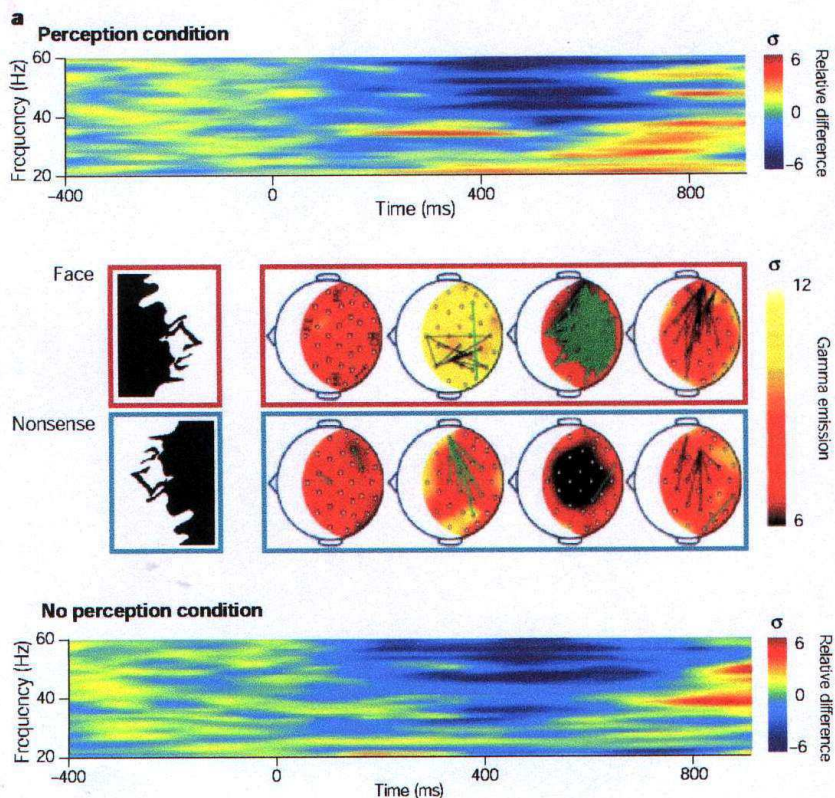 a
Perception condition
60
40
20
Frequency (Hz)
-400
0
400
800
Time (ms)
σ
6
0
-6
Relative difference
Face
Nonsense
σ
12
6
Gamma emission
No perception condition
60
40
20
Frequency (Hz)
-400
0
400
800
Time (ms)
σ
6
0
-6
Relative difference